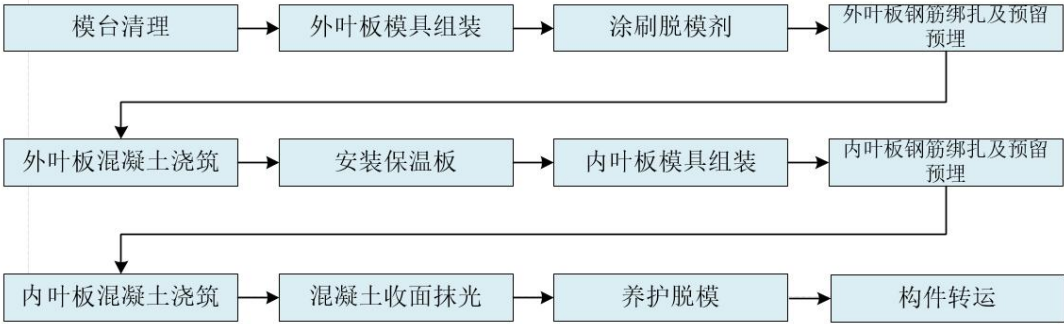 模台清理
外叶板模具组装
涂刷脱模剂
外叶板钢筋绑扎及预留
预埋
外叶板混凝土浇筑
安装保温板
内叶板模具组装
内叶板钢筋绑扎及预留
预埋
内叶板混凝土浇筑
混凝土收面抹光
养护脱模
构件转运